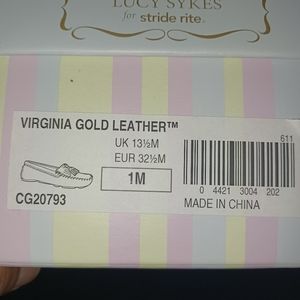 LUCY SYKES
for stride rite®
VIRGINIA GOLD LEATHER™
611
UK 13½M
EUR 32½M
1M
0 4421 3004 202
CG20793
MADE IN CHINA